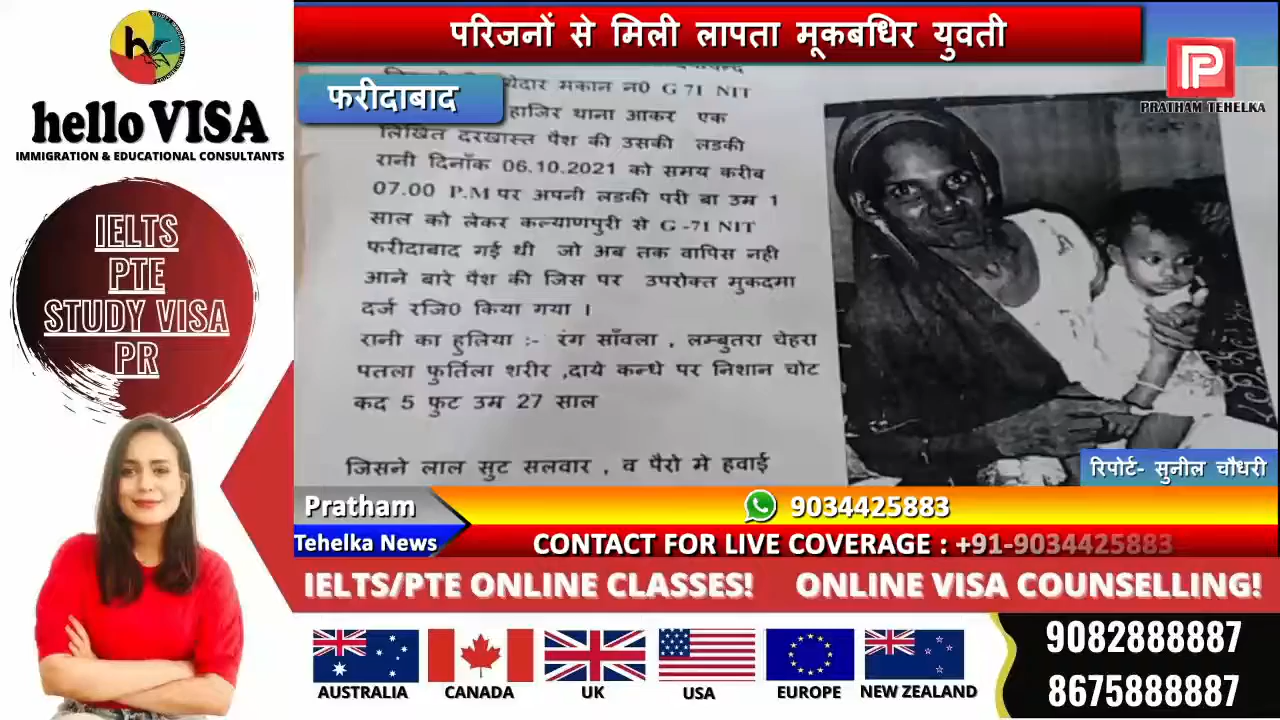 hello VISA
IMMIGRATION & EDUCATIONAL CONSULTANTS
IELTS
PTE
STUDY VISA
PR
परिजनों से मिली लापता मूकबधिर युवती
PRATHAM TEHELKA
फरीदाबाद
मकान न0 G 71 NIT
हाजिर थाना आकर एक
लिखित दरखास्त पैश की उसकी लडकी
रानी दिनाँक 06.10.2021 को समय करीब
07.00 P.M पर अपनी लडकी परी बा उम्र 1
साल को लेकर कल्याणपुरी से G -71 NIT
फरीदाबाद गई थी जो अब तक वापिस नही
आने बारे पैश की जिस पर उपरोक्त मुकदमा
दर्ज रजि0 किया गया ।
रानी का हुलिया :- रंग साँवला , लम्बुतरा चेहरा
पतला फुर्तिला शरीर ,दाये कन्धे पर निशान चोट
कद 5 फुट उम्र 27 साल
जिसने लाल सुट सलवार , व पैरो मे हवाई
रिपोर्ट- सुनील चौधरी
Pratham
9034425883
Tehelka News
CONTACT FOR LIVE COVERAGE : +91-9034425883
IELTS/PTE ONLINE CLASSES! ONLINE VISA COUNSELLING!
AUSTRALIA CANADA UK USA EUROPE NEW ZEALAND
9082888887
8675888887